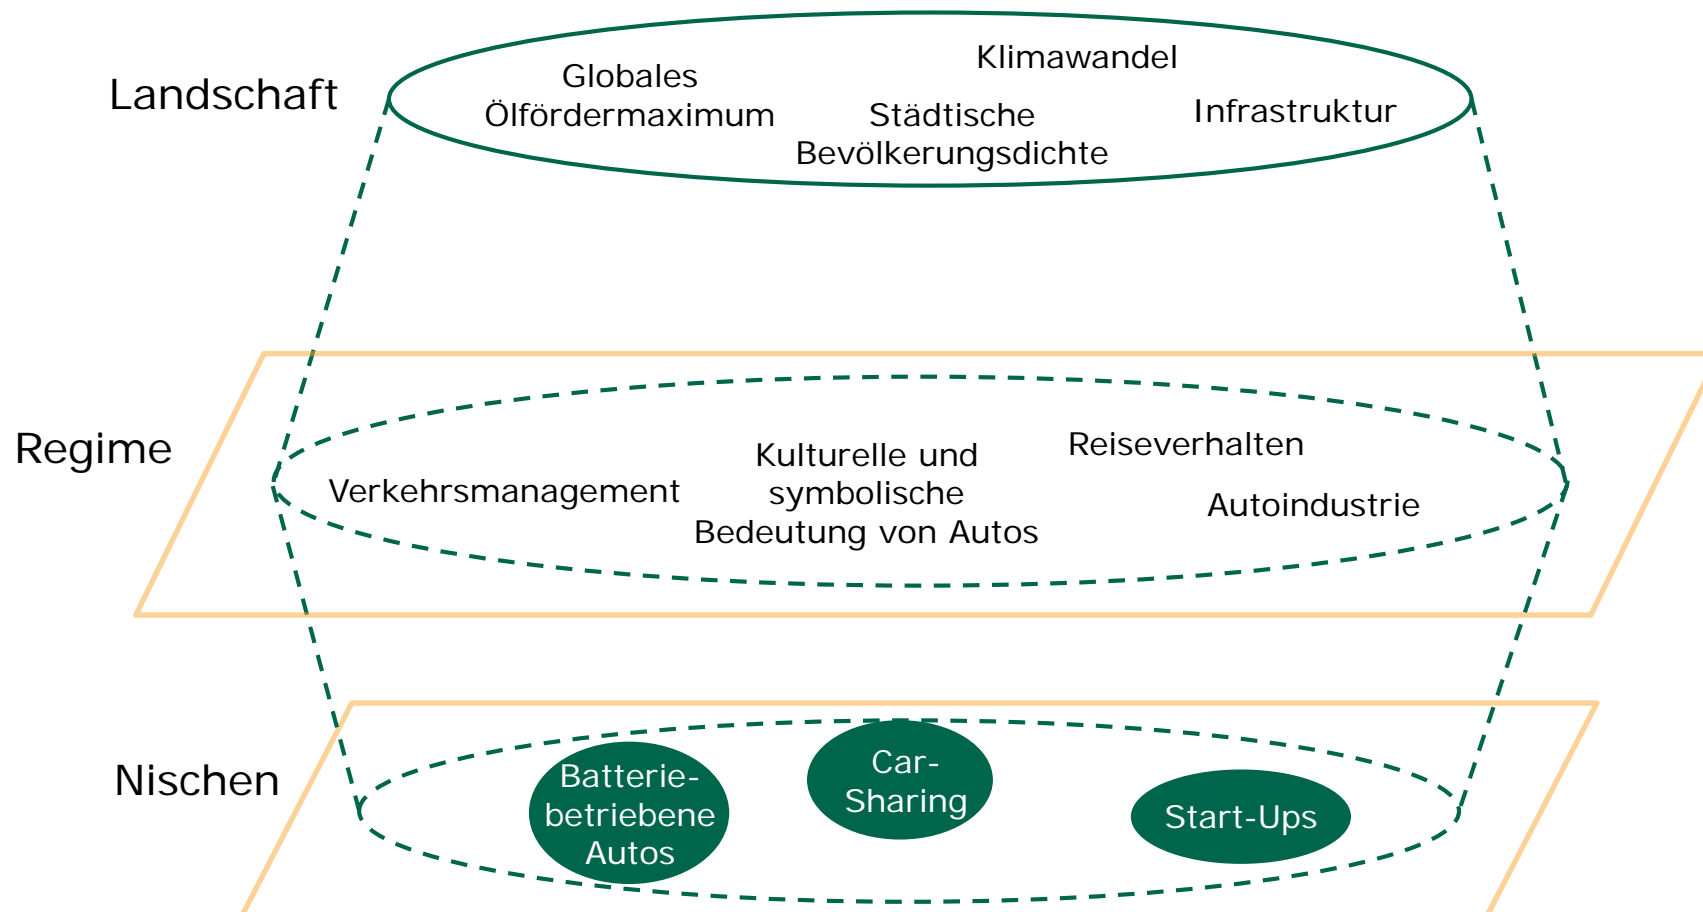 Landschaft
Globales
Ölfördermaximum
Klimawandel
Städtische
Bevölkerungsdichte
Infrastruktur
Regime
Verkehrsmanagement
Kulturelle und
symbolische
Bedeutung von Autos
Reiseverhalten
Autoindustrie
Nischen
Batterie-
betriebene
Autos
Car-
Sharing
Start-Ups